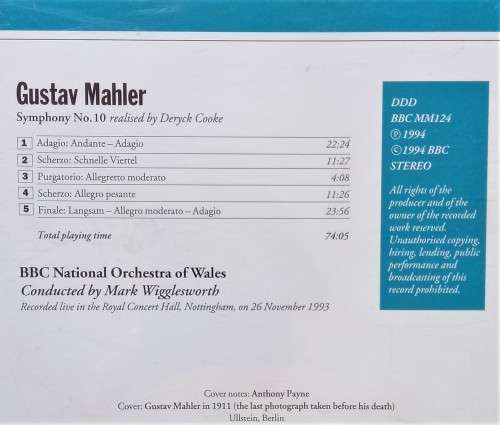 Gustav Mahler
Symphony No.10 realised by Deryck Cooke
1 Adagio: Andante – Adagio 22:24
2 Scherzo: Schnelle Viertel 11:27
3 Purgatorio: Allegretto moderato 4:08
4 Scherzo: Allegro pesante 11:26
5 Finale: Langsam – Allegro moderato – Adagio 23:56
Total playing time 74:05
BBC National Orchestra of Wales
Conducted by Mark Wigglesworth
Recorded live in the Royal Concert Hall, Nottingham, on 26 November 1993
DDD
BBC MM124
℗ 1994
©1994 BBC
STEREO
All rights of the
producer and of the
owner of the recorded
work reserved.
Unauthorised copying,
hiring, lending, public
performance and
broadcasting of this
record prohibited.
Cover notes: Anthony Payne
Cover: Gustav Mahler in 1911 (the last photograph taken before his death)
Ullstein, Berlin